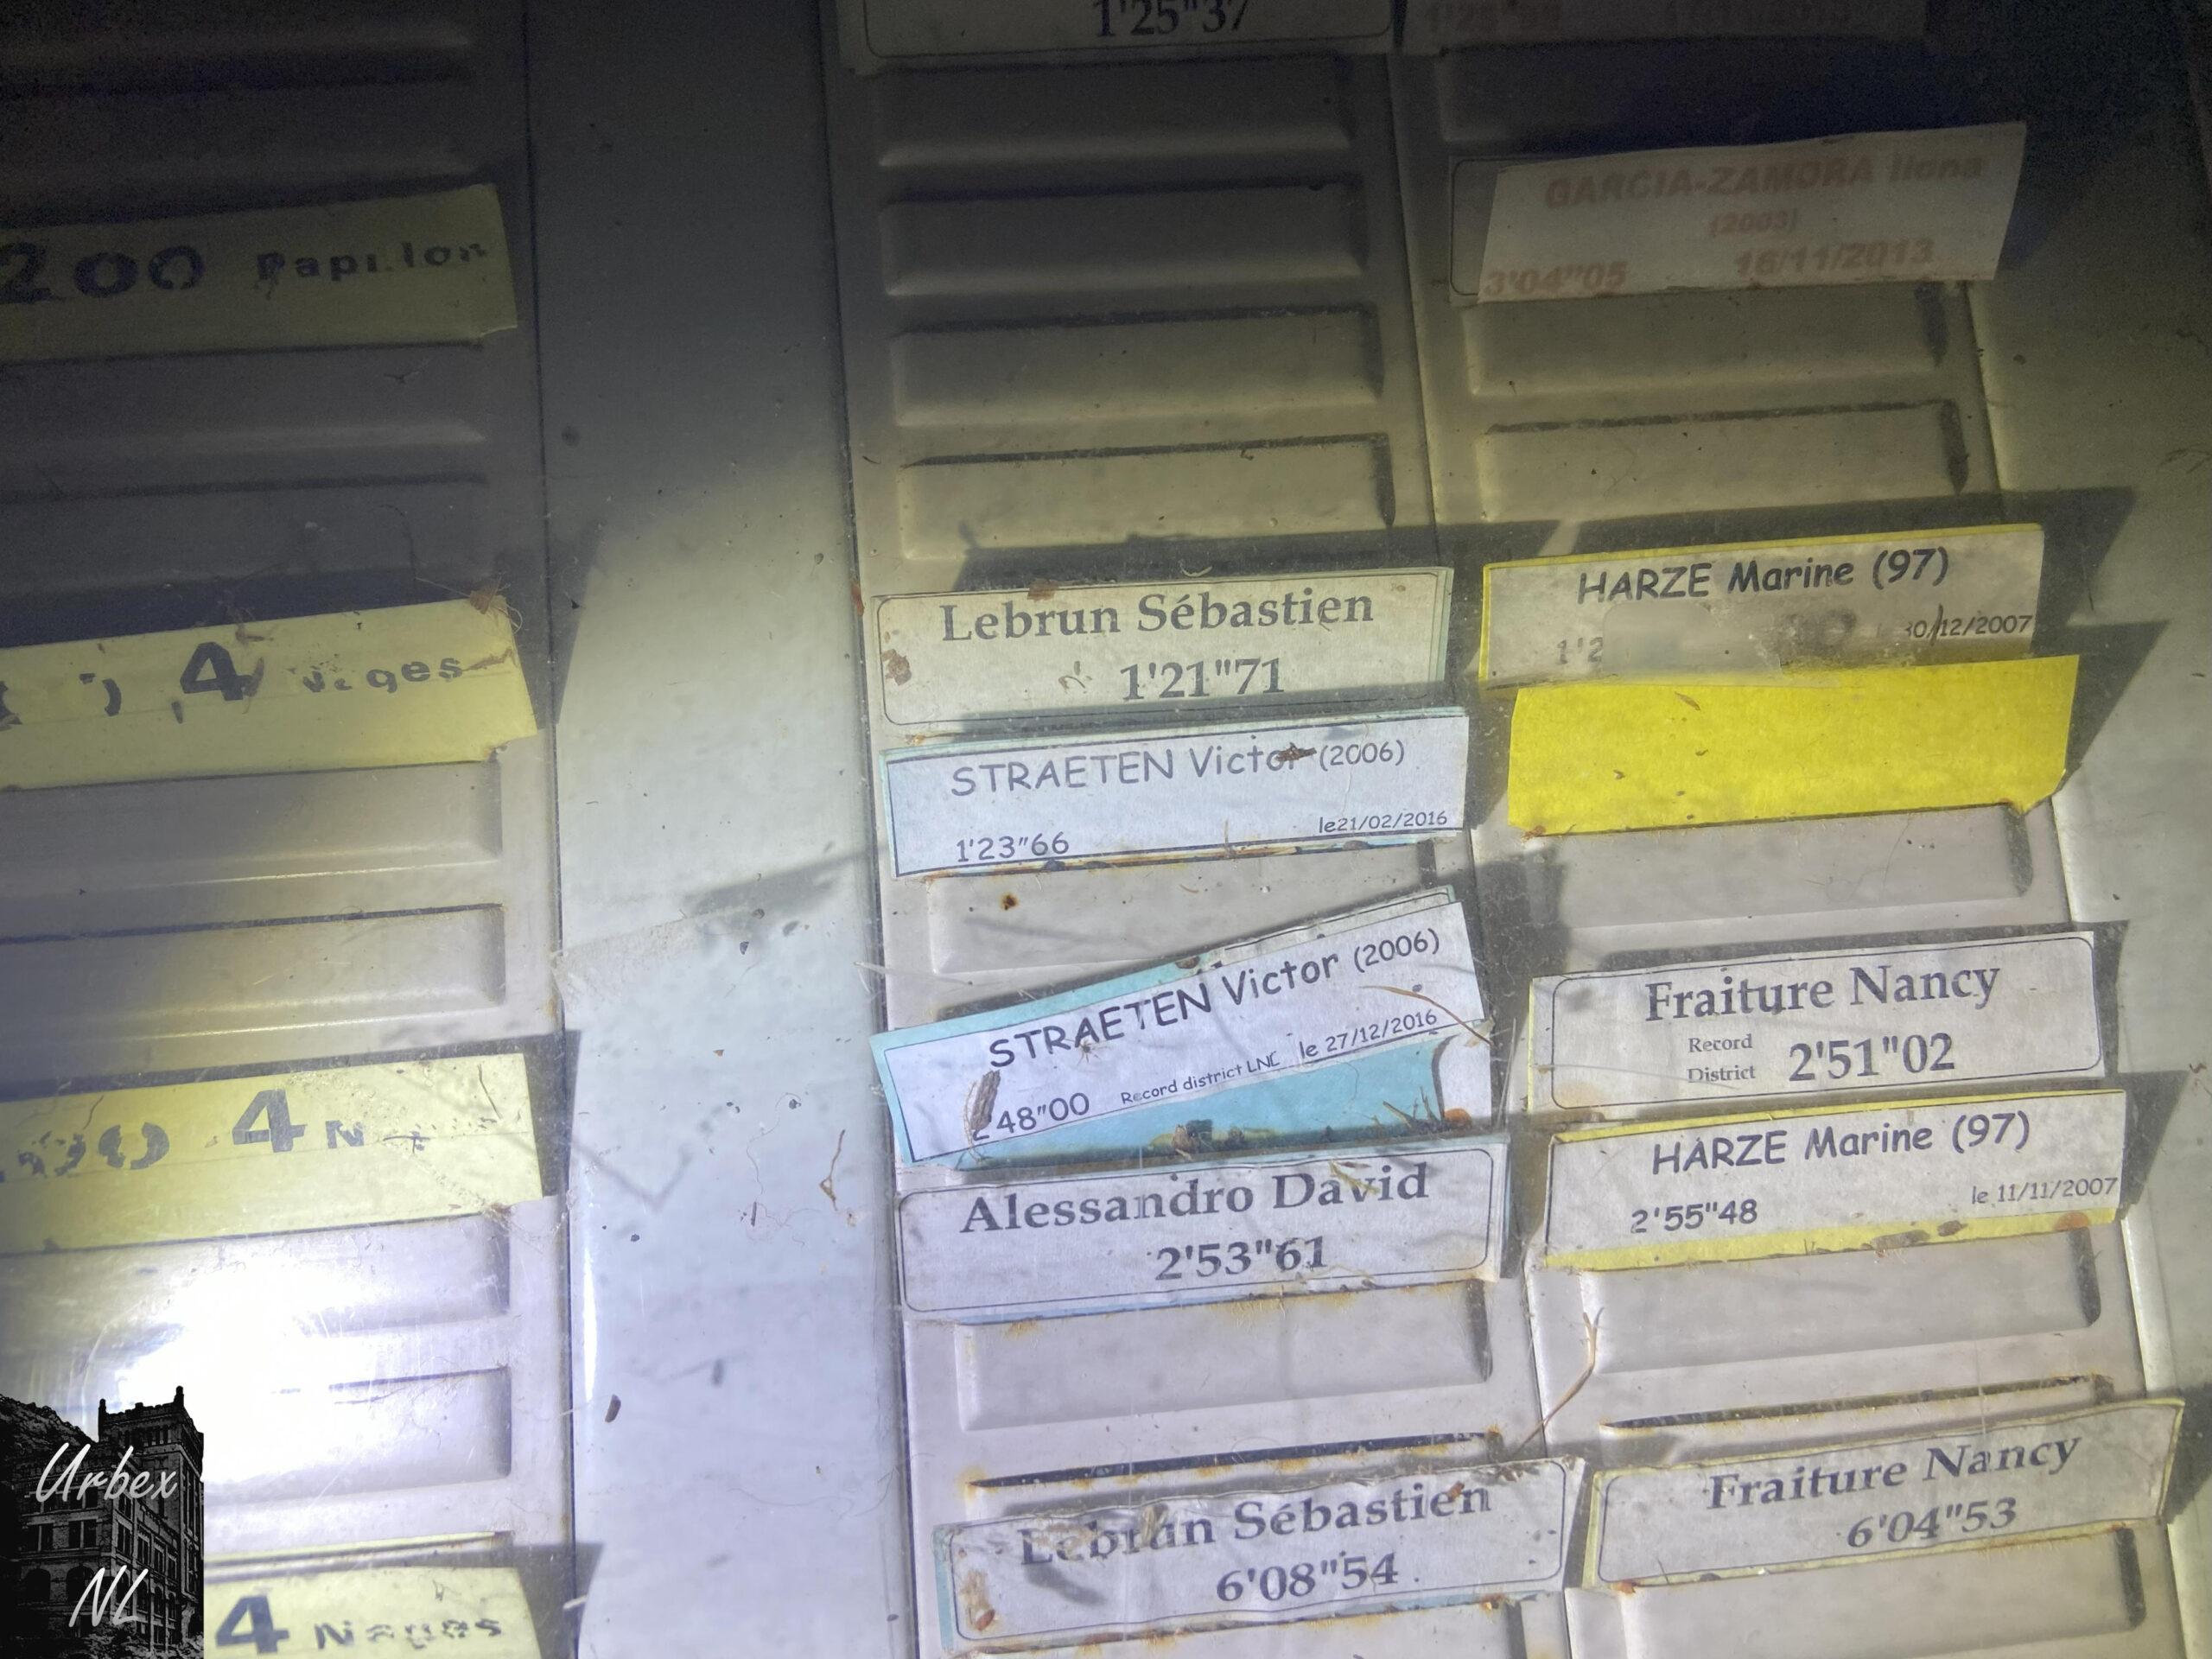 1'25"37
GARCIA-ZAMORA Ilona
(2003)
3'04"05 16/11/2013
200 Papillon
HARZE Marine (97)
1'2 30/12/2007
Lebrun Sébastien
1'21"71
4 Nages
STRAETEN Victor (2006)
1'23"66 le21/02/2016
STRAETEN Victor (2006)
2'48"00 Record district LNC le 27/12/2016
Fraiture Nancy
Record
District 2'51"02
4 N
Alessandro David
2'53"61
HARZE Marine (97)
2'55"48 le 11/11/2007
Lebrun Sébastien
6'08"54
Fraiture Nancy
6'04"53
4 Nages
Urbex
NL